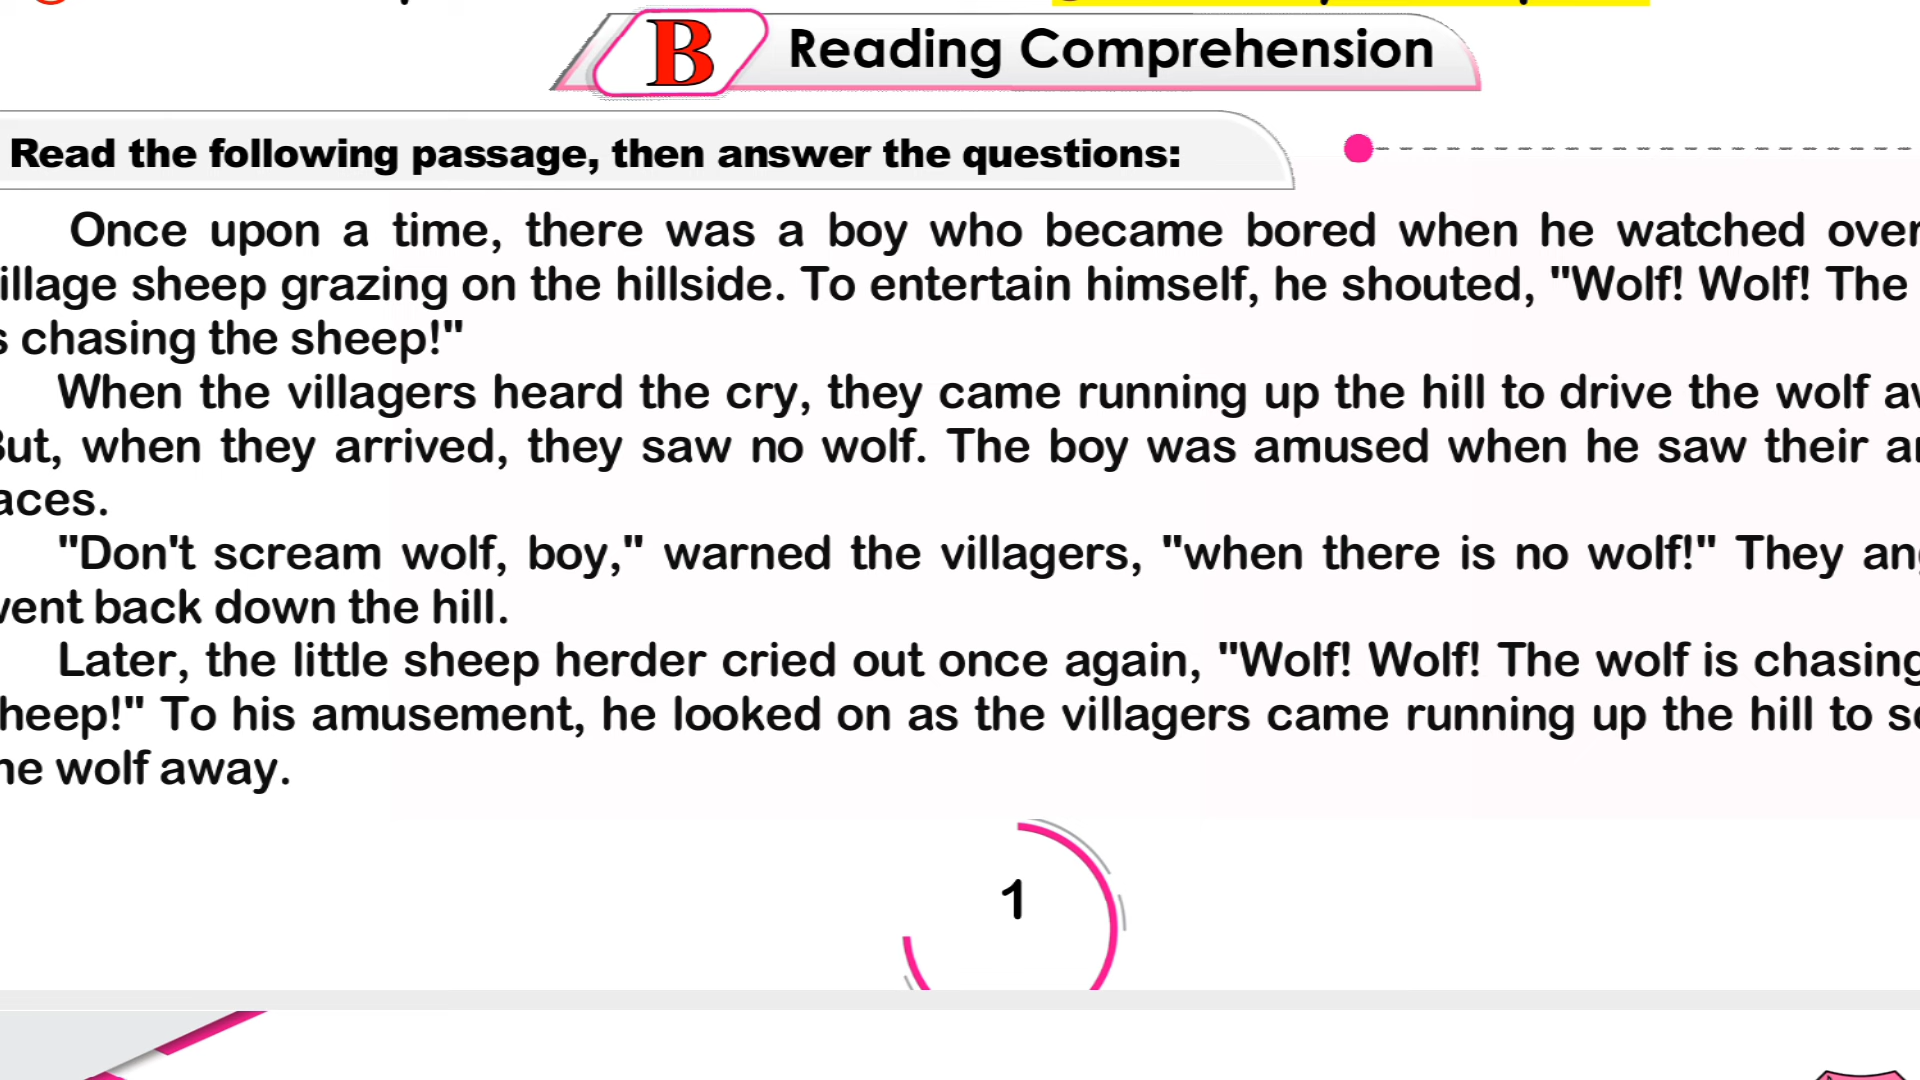 B Reading Comprehension
Read the following passage, then answer the questions:
Once upon a time, there was a boy who became bored when he watched over
illage sheep grazing on the hillside. To entertain himself, he shouted, "Wolf! Wolf! The
s chasing the sheep!"
When the villagers heard the cry, they came running up the hill to drive the wolf
But, when they arrived, they saw no wolf. The boy was amused when he saw their
aces.
"Don't scream wolf, boy," warned the villagers, "when there is no wolf!" They
went back down the hill.
Later, the little sheep herder cried out once again, "Wolf! Wolf! The wolf is chasing
heep!" To his amusement, he looked on as the villagers came running up the hill to
he wolf away.
1